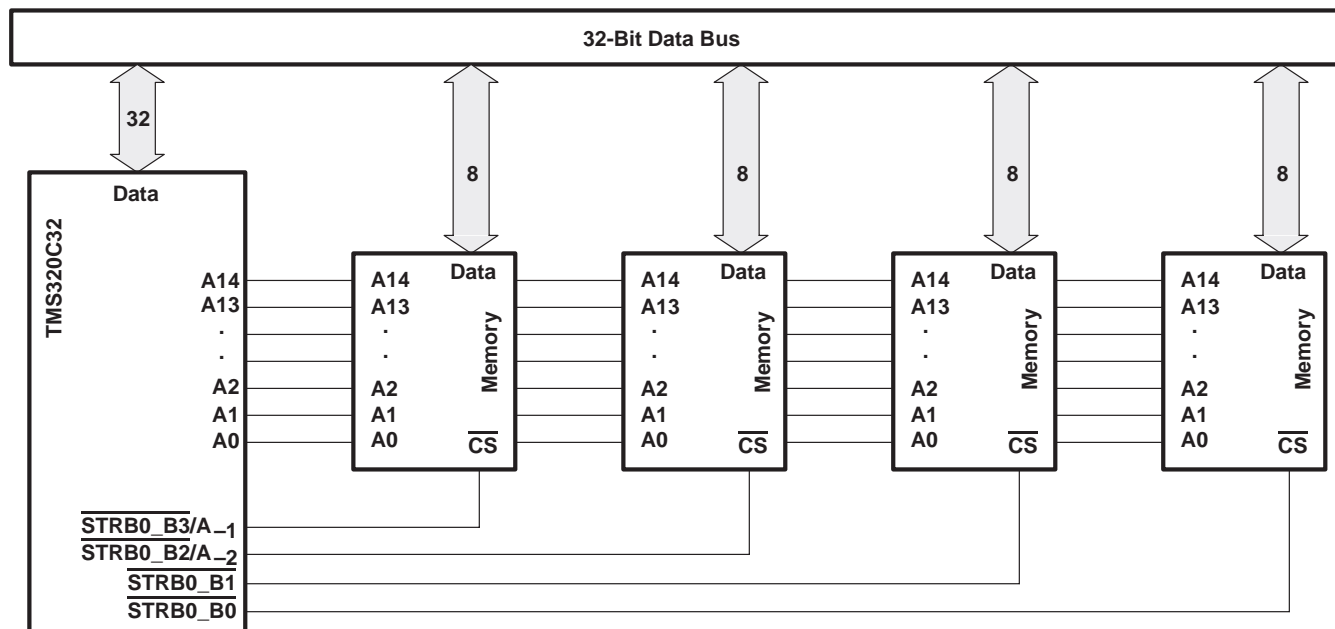 32-Bit Data Bus
32
8
8
8
8
Data
TMS320C32
A14
A13
.
.
A2
A1
A0
STRB0_B3/A–1
STRB0_B2/A–2
STRB0_B1
STRB0_B0
Data
Memory
A14
A13
.
.
A2
A1
A0
CS
Data
Memory
A14
A13
.
.
A2
A1
A0
CS
Data
Memory
A14
A13
.
.
A2
A1
A0
CS
Data
Memory
A14
A13
.
.
A2
A1
A0
CS